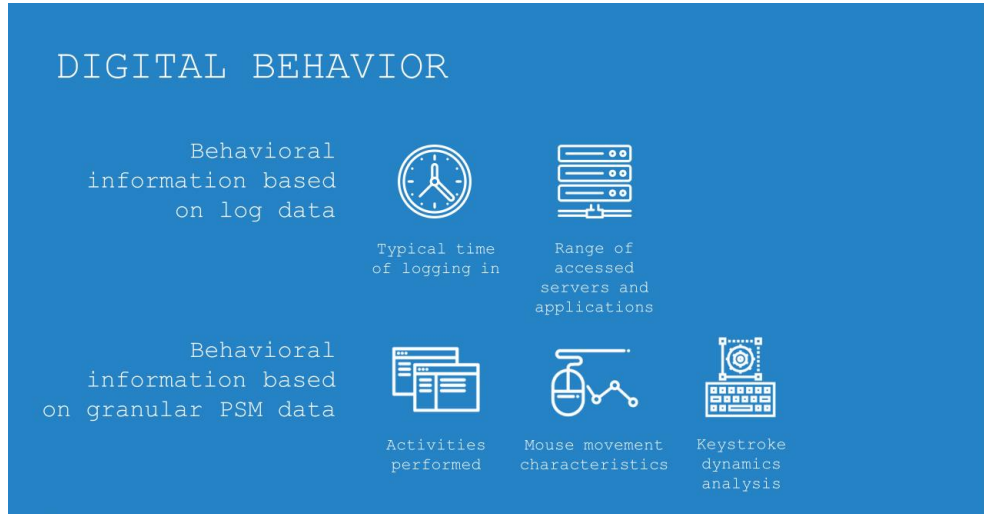 DIGITAL BEHAVIOR
Behavioral
information based
on log data
Typical time
of logging in
Range of
accessed
servers and
applications
Behavioral
information based
on granular PSM data
Activities
performed
Mouse movement
characteristics
Keystroke
dynamics
analysis